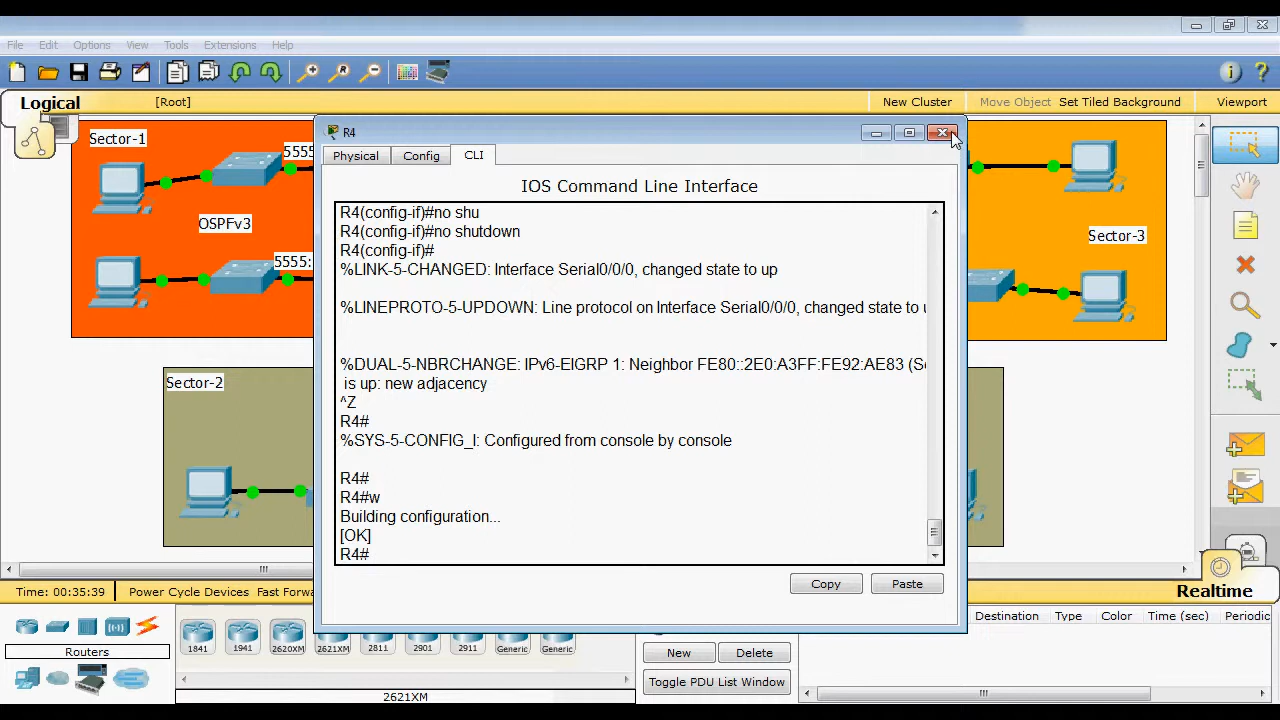 File Edit Options View Tools Extensions Help
Logical [Root] New Cluster Move Object Set Tiled Background Viewport
R4
Physical Config CLI
IOS Command Line Interface
R4(config-if)#no shu
R4(config-if)#no shutdown
R4(config-if)#
%LINK-5-CHANGED: Interface Serial0/0/0, changed state to up
%LINEPROTO-5-UPDOWN: Line protocol on Interface Serial0/0/0, changed state to
%DUAL-5-NBRCHANGE: IPv6-EIGRP 1: Neighbor FE80::2E0:A3FF:FE92:AE83
is up: new adjacency
^Z
R4#
%SYS-5-CONFIG_I: Configured from console by console
R4#
R4#w
Building configuration...
[OK]
R4#
Copy Paste
Sector-1
5555
OSPFv3
5555:
Sector-2
Sector-3
Time: 00:35:39 Power Cycle Devices Fast Forwa
Realtime
Routers
1841 1941 2620XM 2621XM 2811 2901 2911 Generic Generic
2621XM
New Delete
Toggle PDU List Window
Destination Type Color Time (sec) Periodic